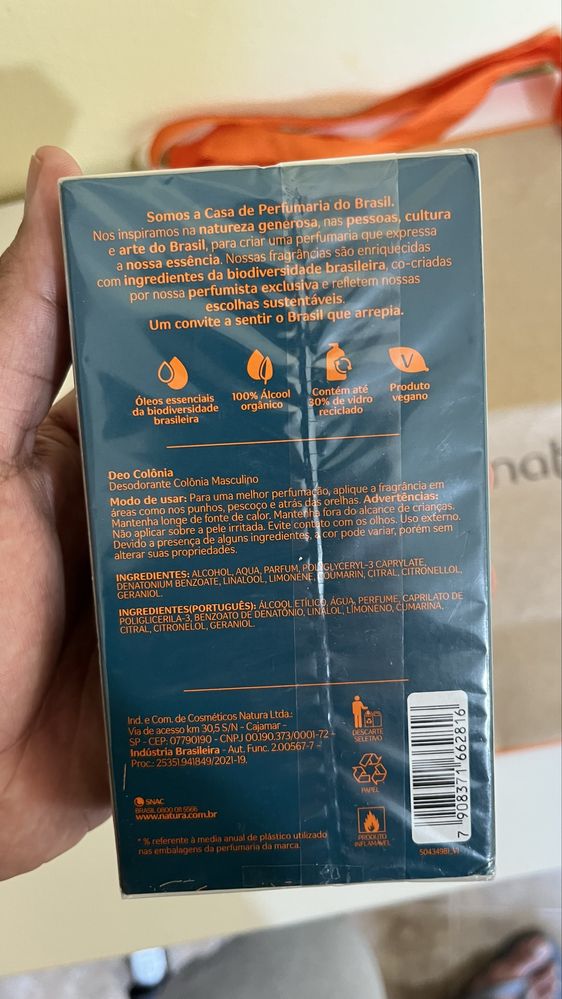 Somos a Casa de Perfumaria do Brasil.
Nos inspiramos na natureza generosa, nas pessoas, cultura
e arte do Brasil, para criar uma perfumaria que expressa
a nossa essência. Nossas fragrâncias são enriquecidas
com ingredientes da biodiversidade brasileira, co-criadas
por nossa perfumista exclusiva e refletem nossas
escolhas sustentáveis.
Um convite a sentir o Brasil que arrepia.
Óleos essenciais
da biodiversidade
brasileira
100% Álcool
orgânico
Contém até
30% de vidro
reciclado
V
Produto
vegano
Deo Colônia
Desodorante Colônia Masculino
Modo de usar: Para uma melhor perfumação, aplique a fragrância em
áreas como nos punhos, pescoço e atrás das orelhas. Advertências:
Mantenha longe de fonte de calor. Mantenha fora do alcance de crianças.
Não aplicar sobre a pele irritada. Evite contato com os olhos. Uso externo.
Devido a presença de alguns ingredientes, a cor pode variar, porém sem
alterar suas propriedades.
INGREDIENTES: ALCOHOL, AQUA, PARFUM, POLYGLYCERYL-3 CAPRYLATE,
DENATONIUM BENZOATE, LINALOOL, LIMONENE, COUMARIN, CITRAL, CITRONELLOL,
GERANIOL.
INGREDIENTES(PORTUGUÊS): ÁLCOOL ETÍLICO, ÁGUA, PERFUME, CAPRILATO DE
POLIGLICERILA-3, BENZOATO DE DENATÔNIO, LINALOL, LIMONENO, CUMARINA,
CITRAL, CITRONELOL, GERANIOL.
Ind. e Com. de Cosméticos Natura Ltda.:
Via de acesso km 30,5 S/N - Cajamar -
SP - CEP: 07790190 - CNPJ 00.190.373/0001-72 -
Indústria Brasileira - Aut. Func. 2.00567-7 -
Proc.: 25351.941849/2021-19.
DESCARTE
SELETIVO
PAPEL
PRODUTO
INFLAMÁVEL
SNAC
BRASIL 0800 011 5566
www.natura.com.br
* % referente à media anual de plástico utilizado
nas embalagens da perfumaria da marca.
7 908371 662816
5043498I_V1
nat